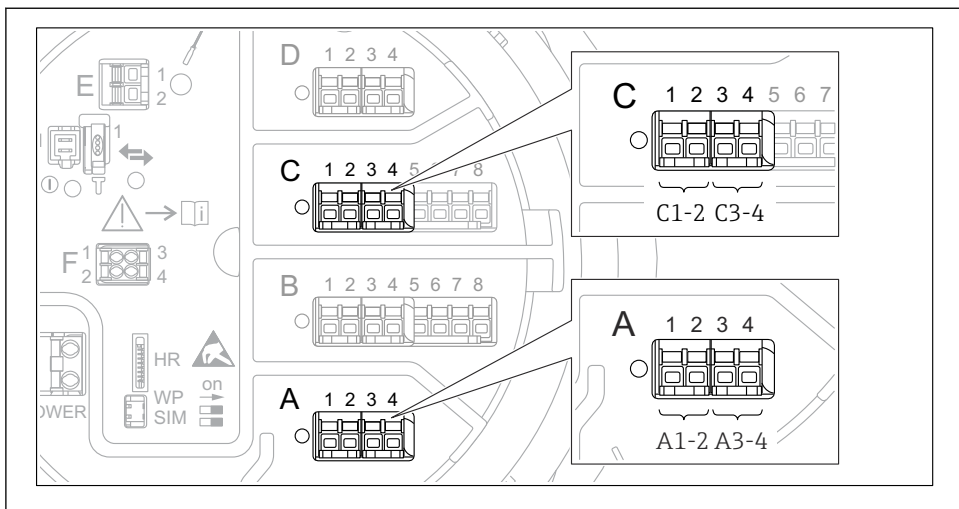 D 1 2 3 4
E 1
2
1
C 1 2 3 4 5 6 7 8
i
F 1 3
2 4
B 1 2 3 4 5 6 7 8
HR
WP on
SIM
OWER
A 1 2 3 4
C 1 2 3 4 5 6 7
C1-2 C3-4
A 1 2 3 4
A1-2 A3-4